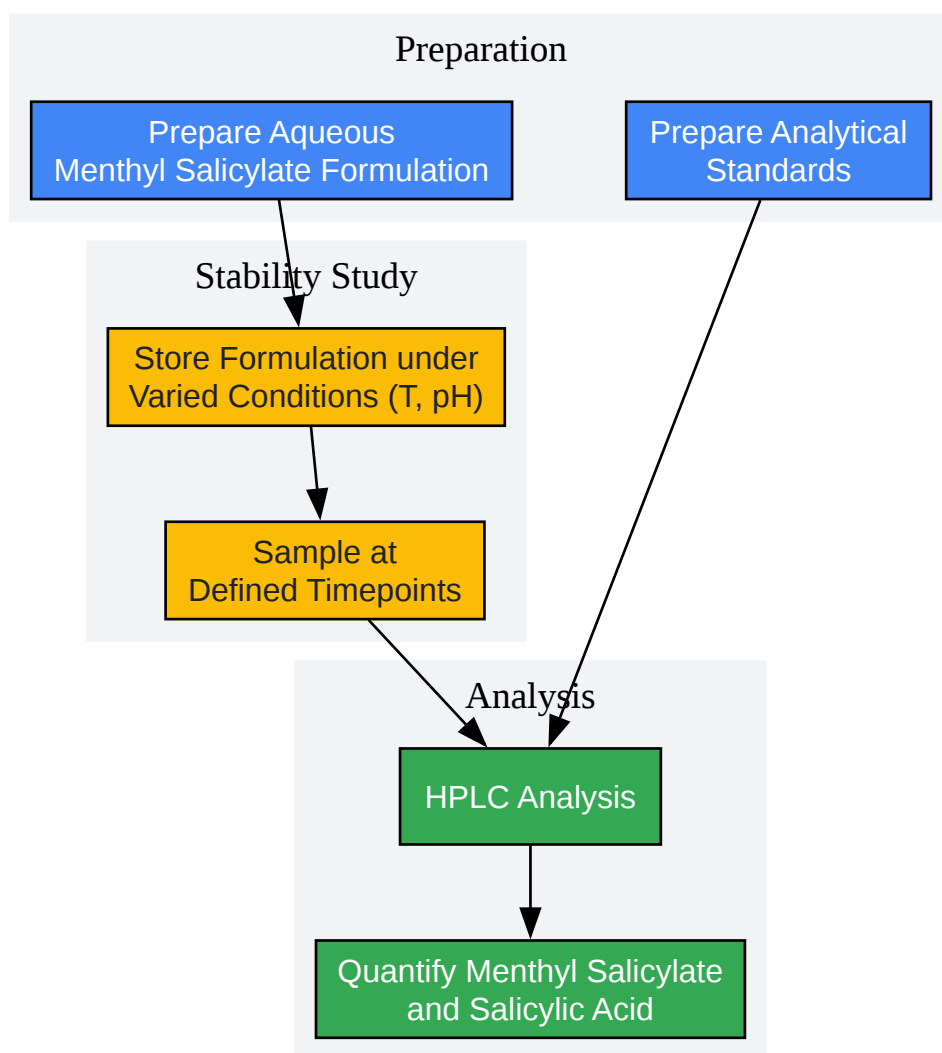 Preparation
Prepare Aqueous
Menthyl Salicylate Formulation
Prepare Analytical
Standards
Stability Study
Store Formulation under
Varied Conditions (T, pH)
Sample at
Defined Timepoints
Analysis
HPLC Analysis
Quantify Menthyl Salicylate
and Salicylic Acid